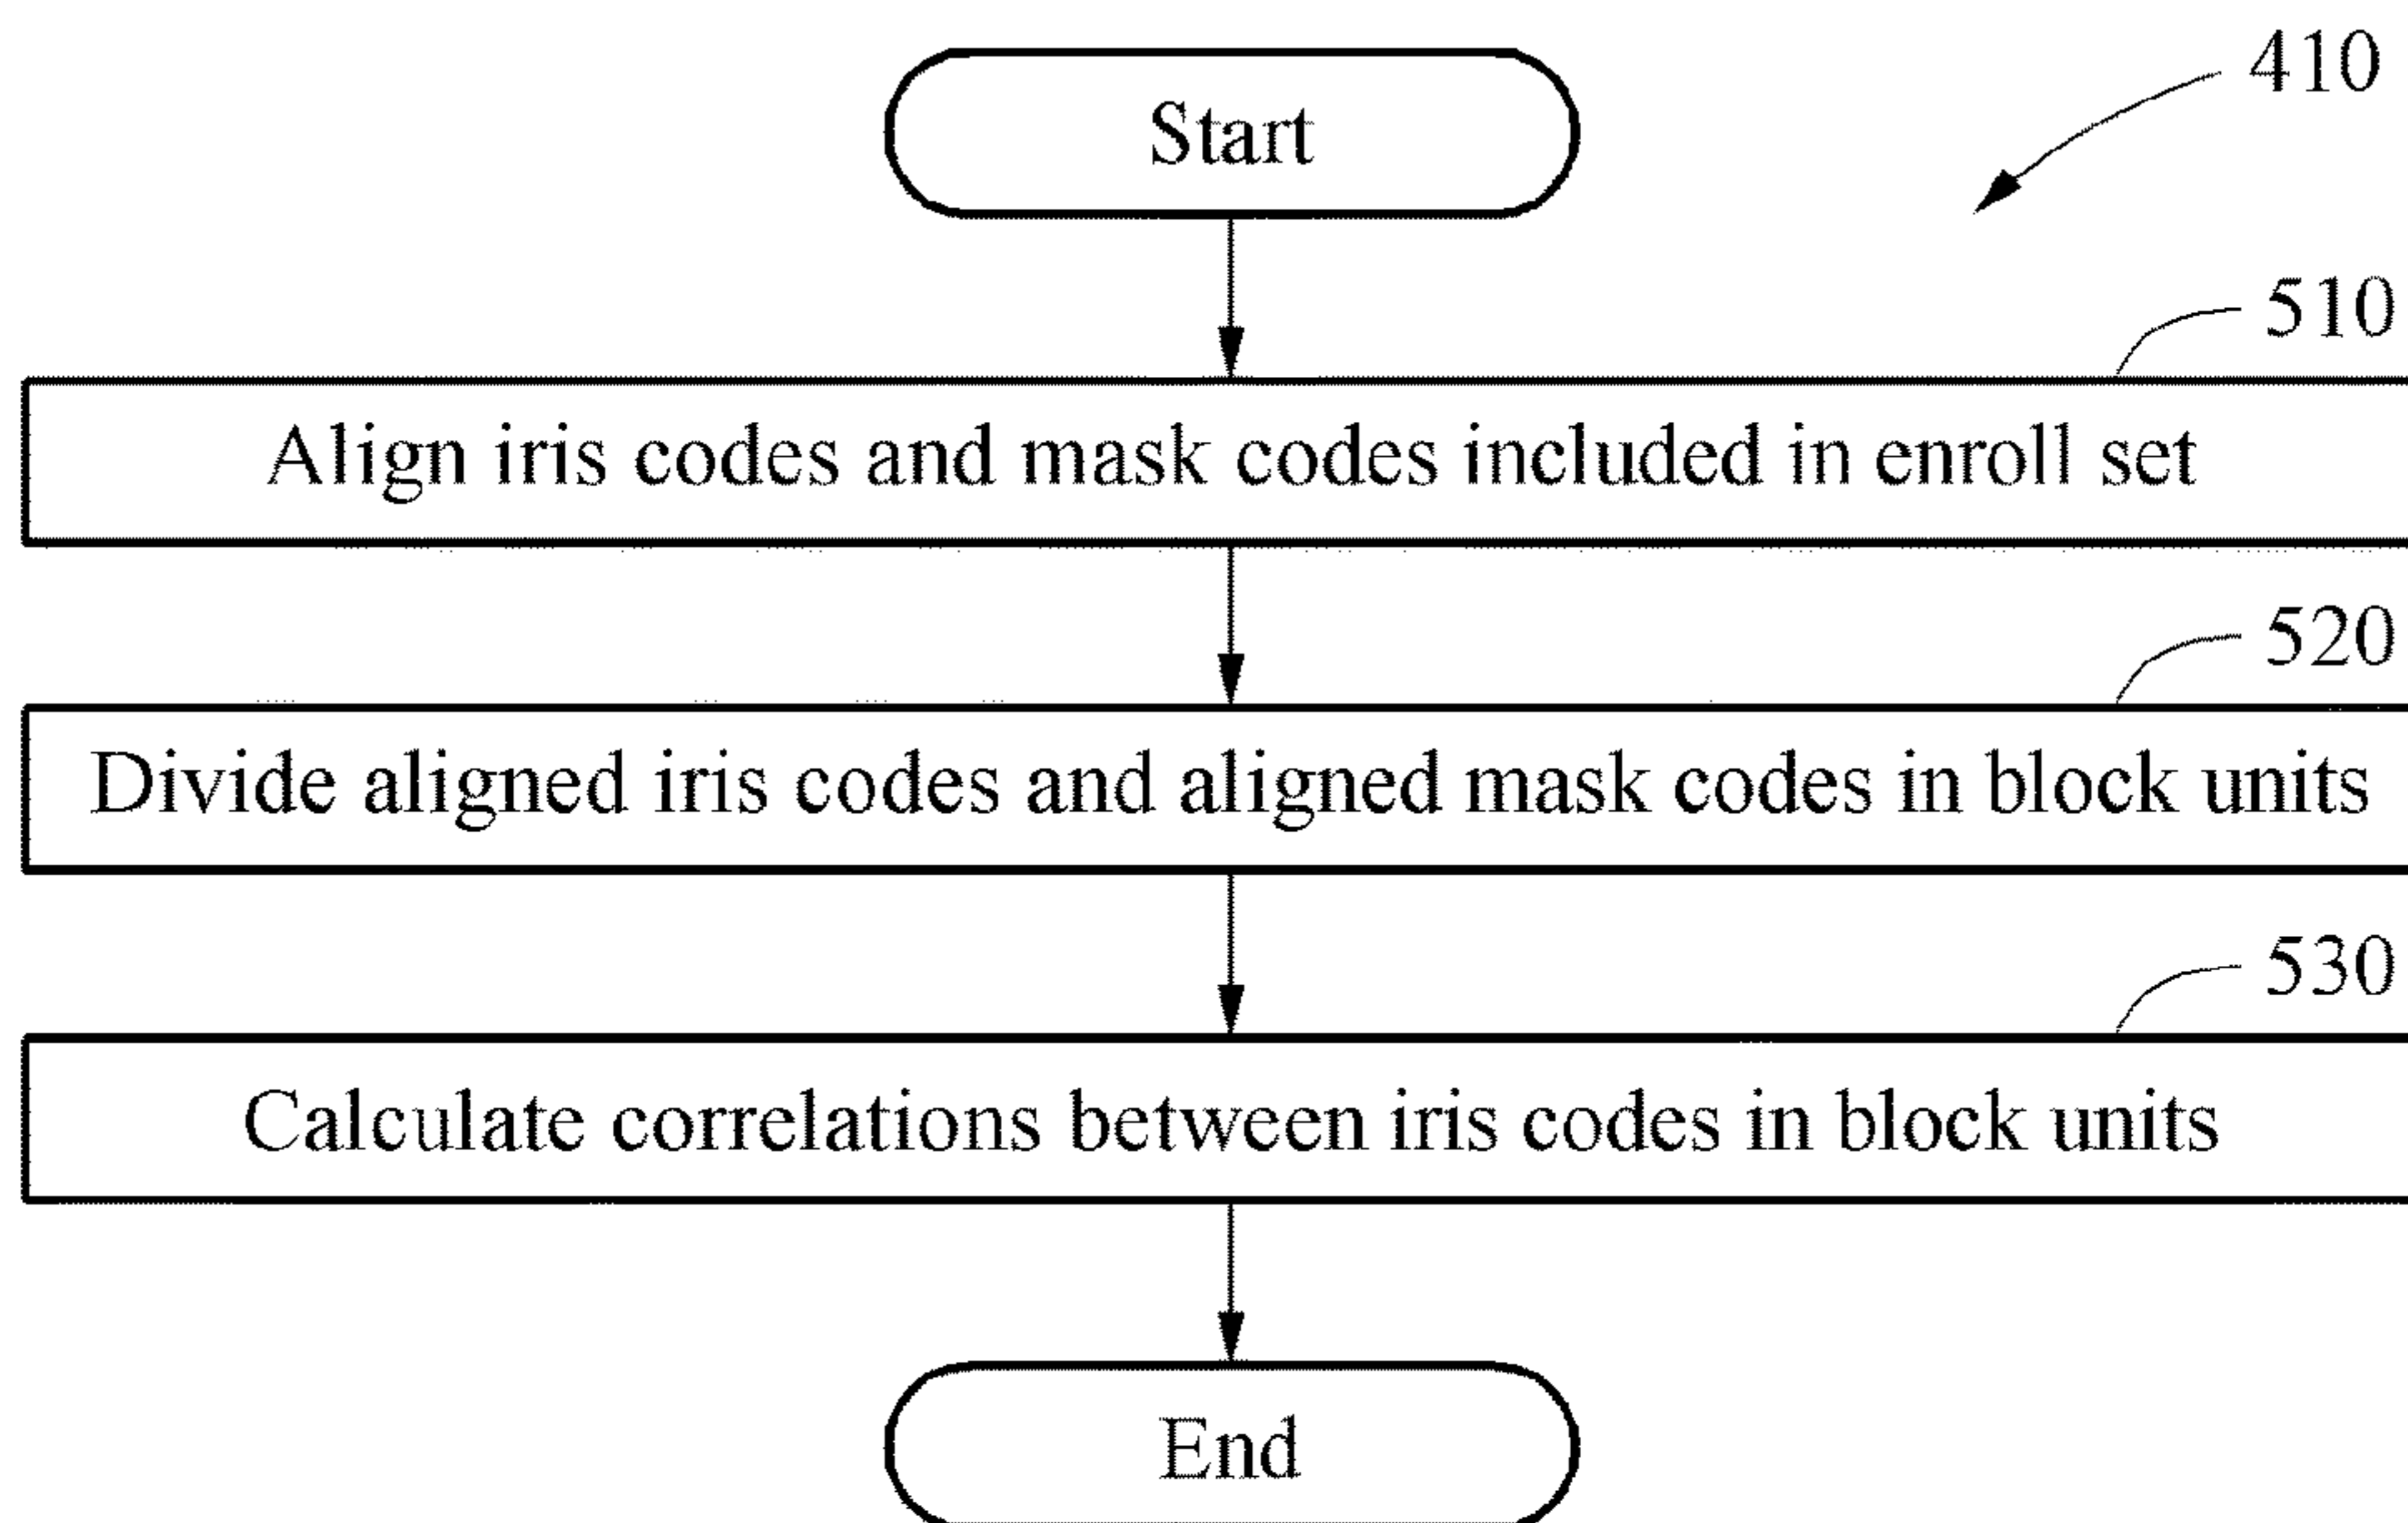 Start
410
510
Align iris codes and mask codes included in enroll set
520
Divide aligned iris codes and aligned mask codes in block units
530
Calculate correlations between iris codes in block units
End